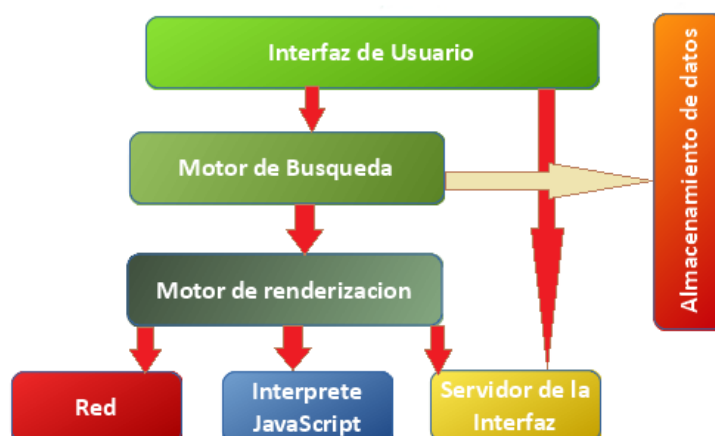 Interfaz de Usuario
Motor de Busqueda
Almacenamiento de datos
Motor de renderizacion
Red
Interprete
JavaScript
Servidor de la
Interfaz